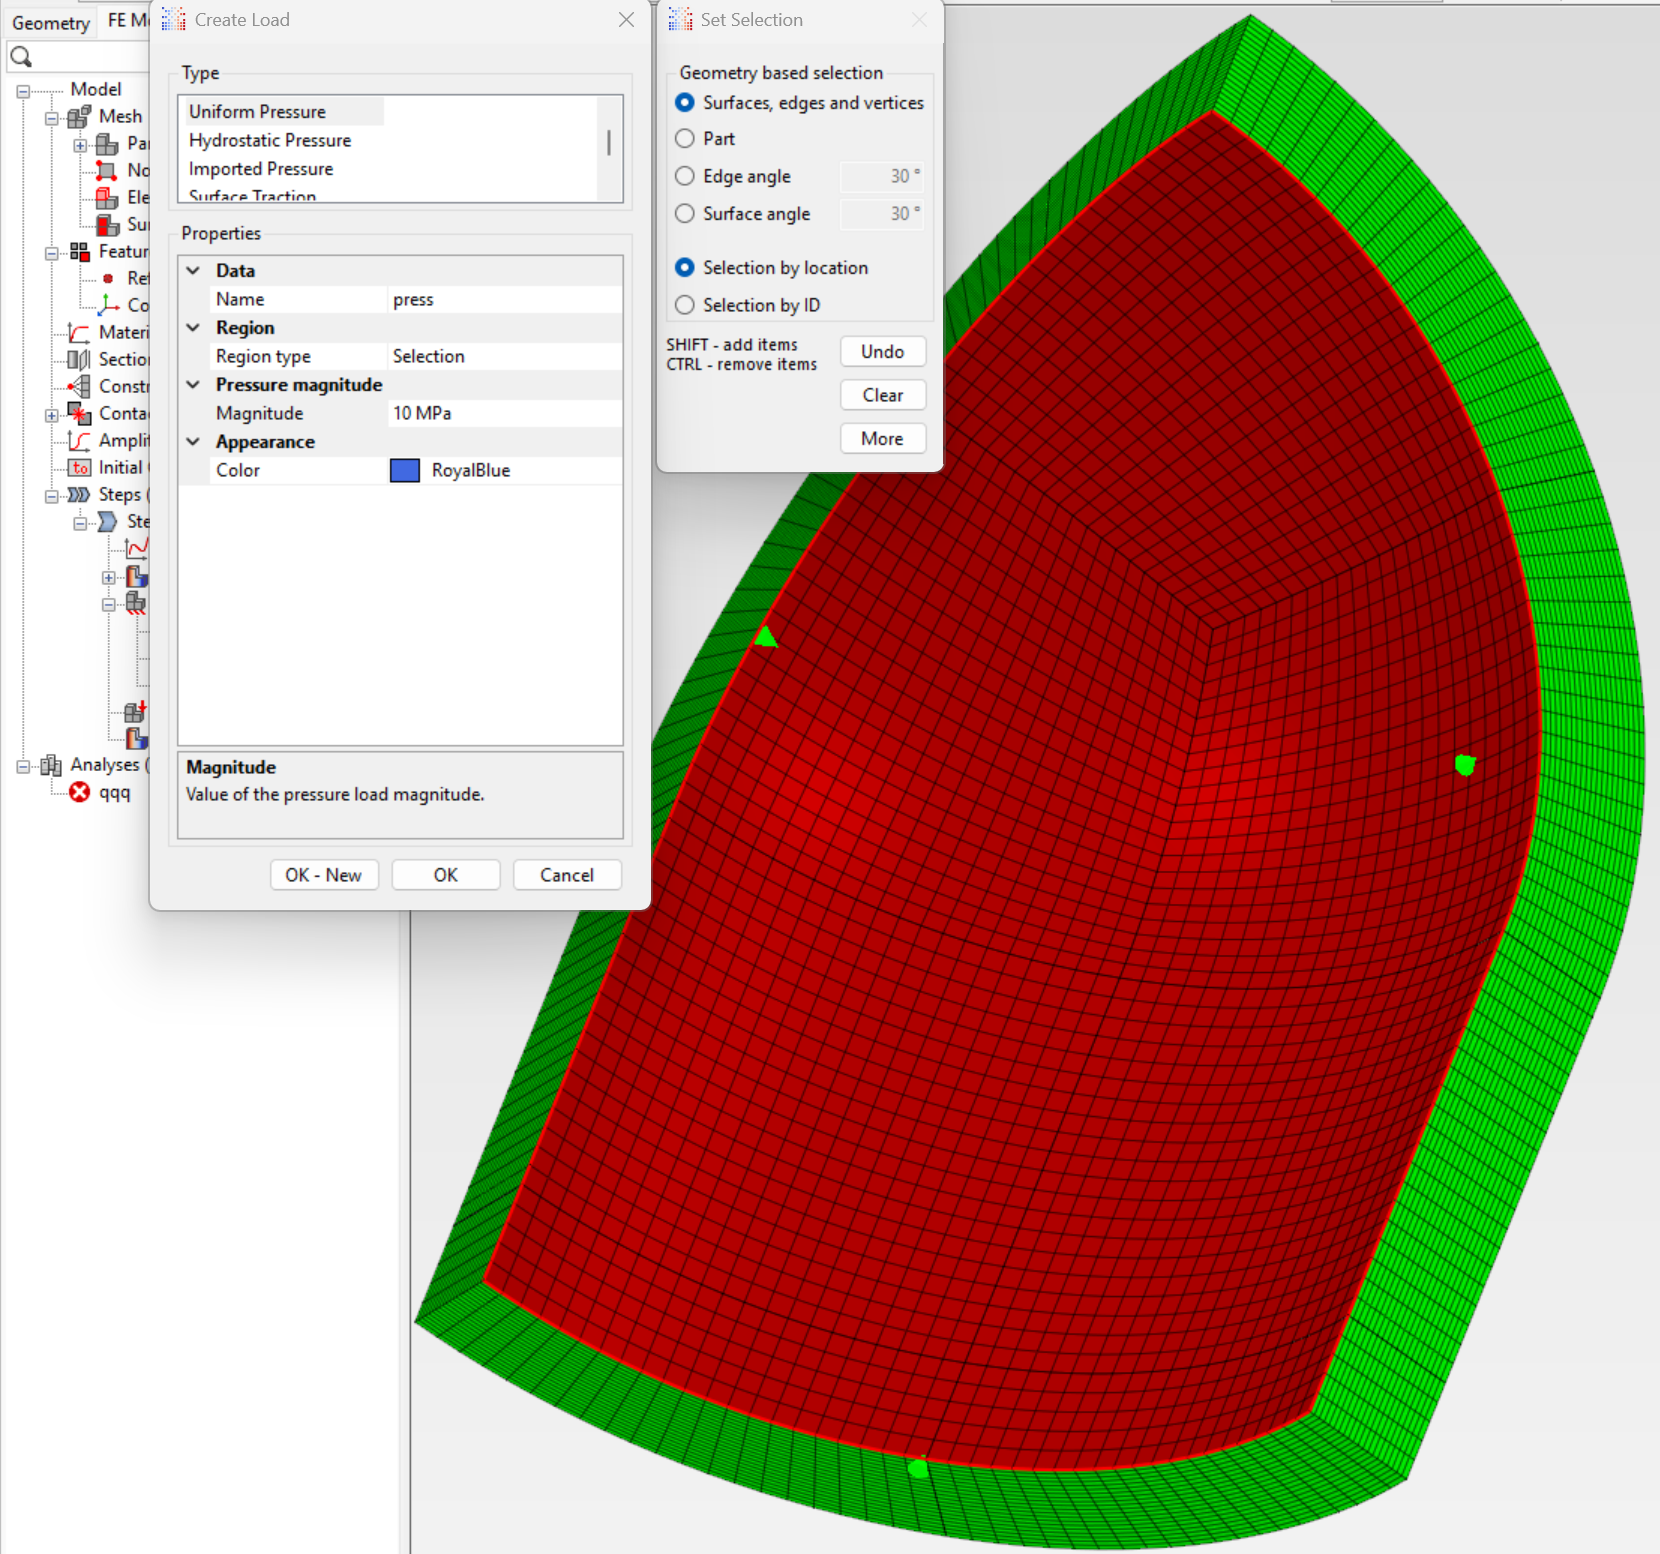 Geometry
FE M
Model
Mesh
Pa
No
Ele
Su
Featur
Ref
Co
Materi
Section
Constr
Conta
Amplit
Initial
Steps (
Ste
Analyses (
qqq
Create Load
Type
Uniform Pressure
Hydrostatic Pressure
Imported Pressure
Surface Traction
Properties
Data
Name press
Region
Region type Selection
Pressure magnitude
Magnitude 10 MPa
Appearance
Color RoyalBlue
Magnitude
Value of the pressure load magnitude.
OK - New OK Cancel
Set Selection
Geometry based selection
Surfaces, edges and vertices
Part
Edge angle 30 °
Surface angle 30 °
Selection by location
Selection by ID
SHIFT - add items
CTRL - remove items
Undo
Clear
More